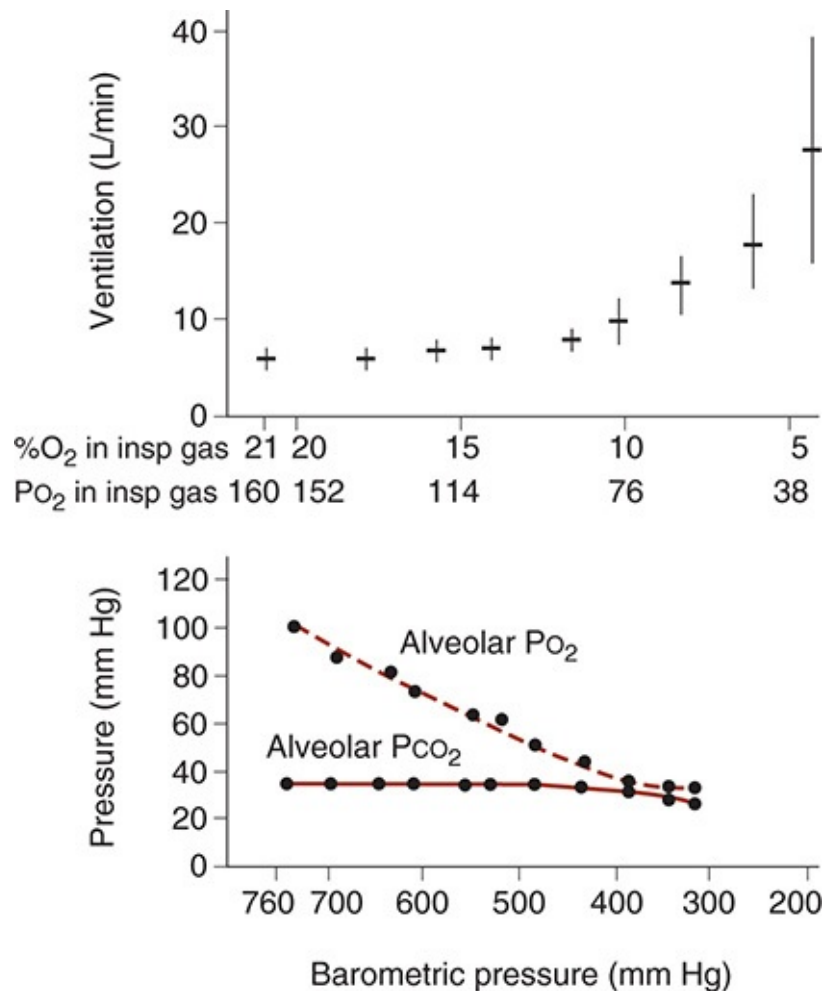 Ventilation (L/min)
40
30
20
10
0
%O₂ in insp gas 21 20 15 10 5
PO₂ in insp gas 160 152 114 76 38
Pressure (mm Hg)
120
100
80
60
40
20
0
Alveolar PO₂
Alveolar PCO₂
760 700 600 500 400 300 200
Barometric pressure (mm Hg)